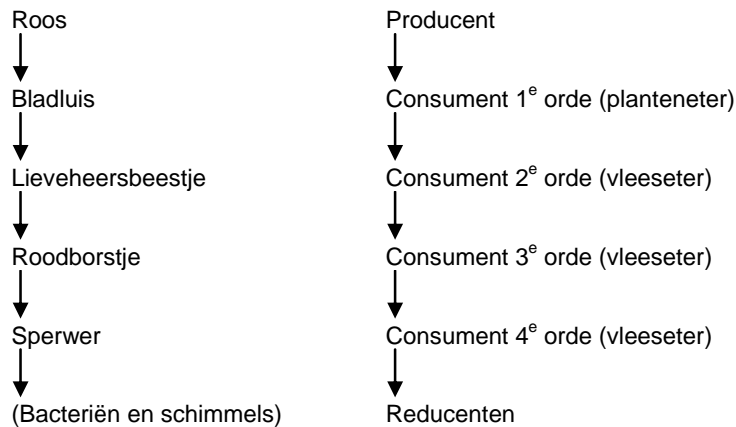 Roos Producent
Bladluis Consument 1e orde (planteneter)
Lieveheersbeestje Consument 2e orde (vleeseter)
Roodborstje Consument 3e orde (vleeseter)
Sperwer Consument 4e orde (vleeseter)
(Bacteriën en schimmels) Reducenten